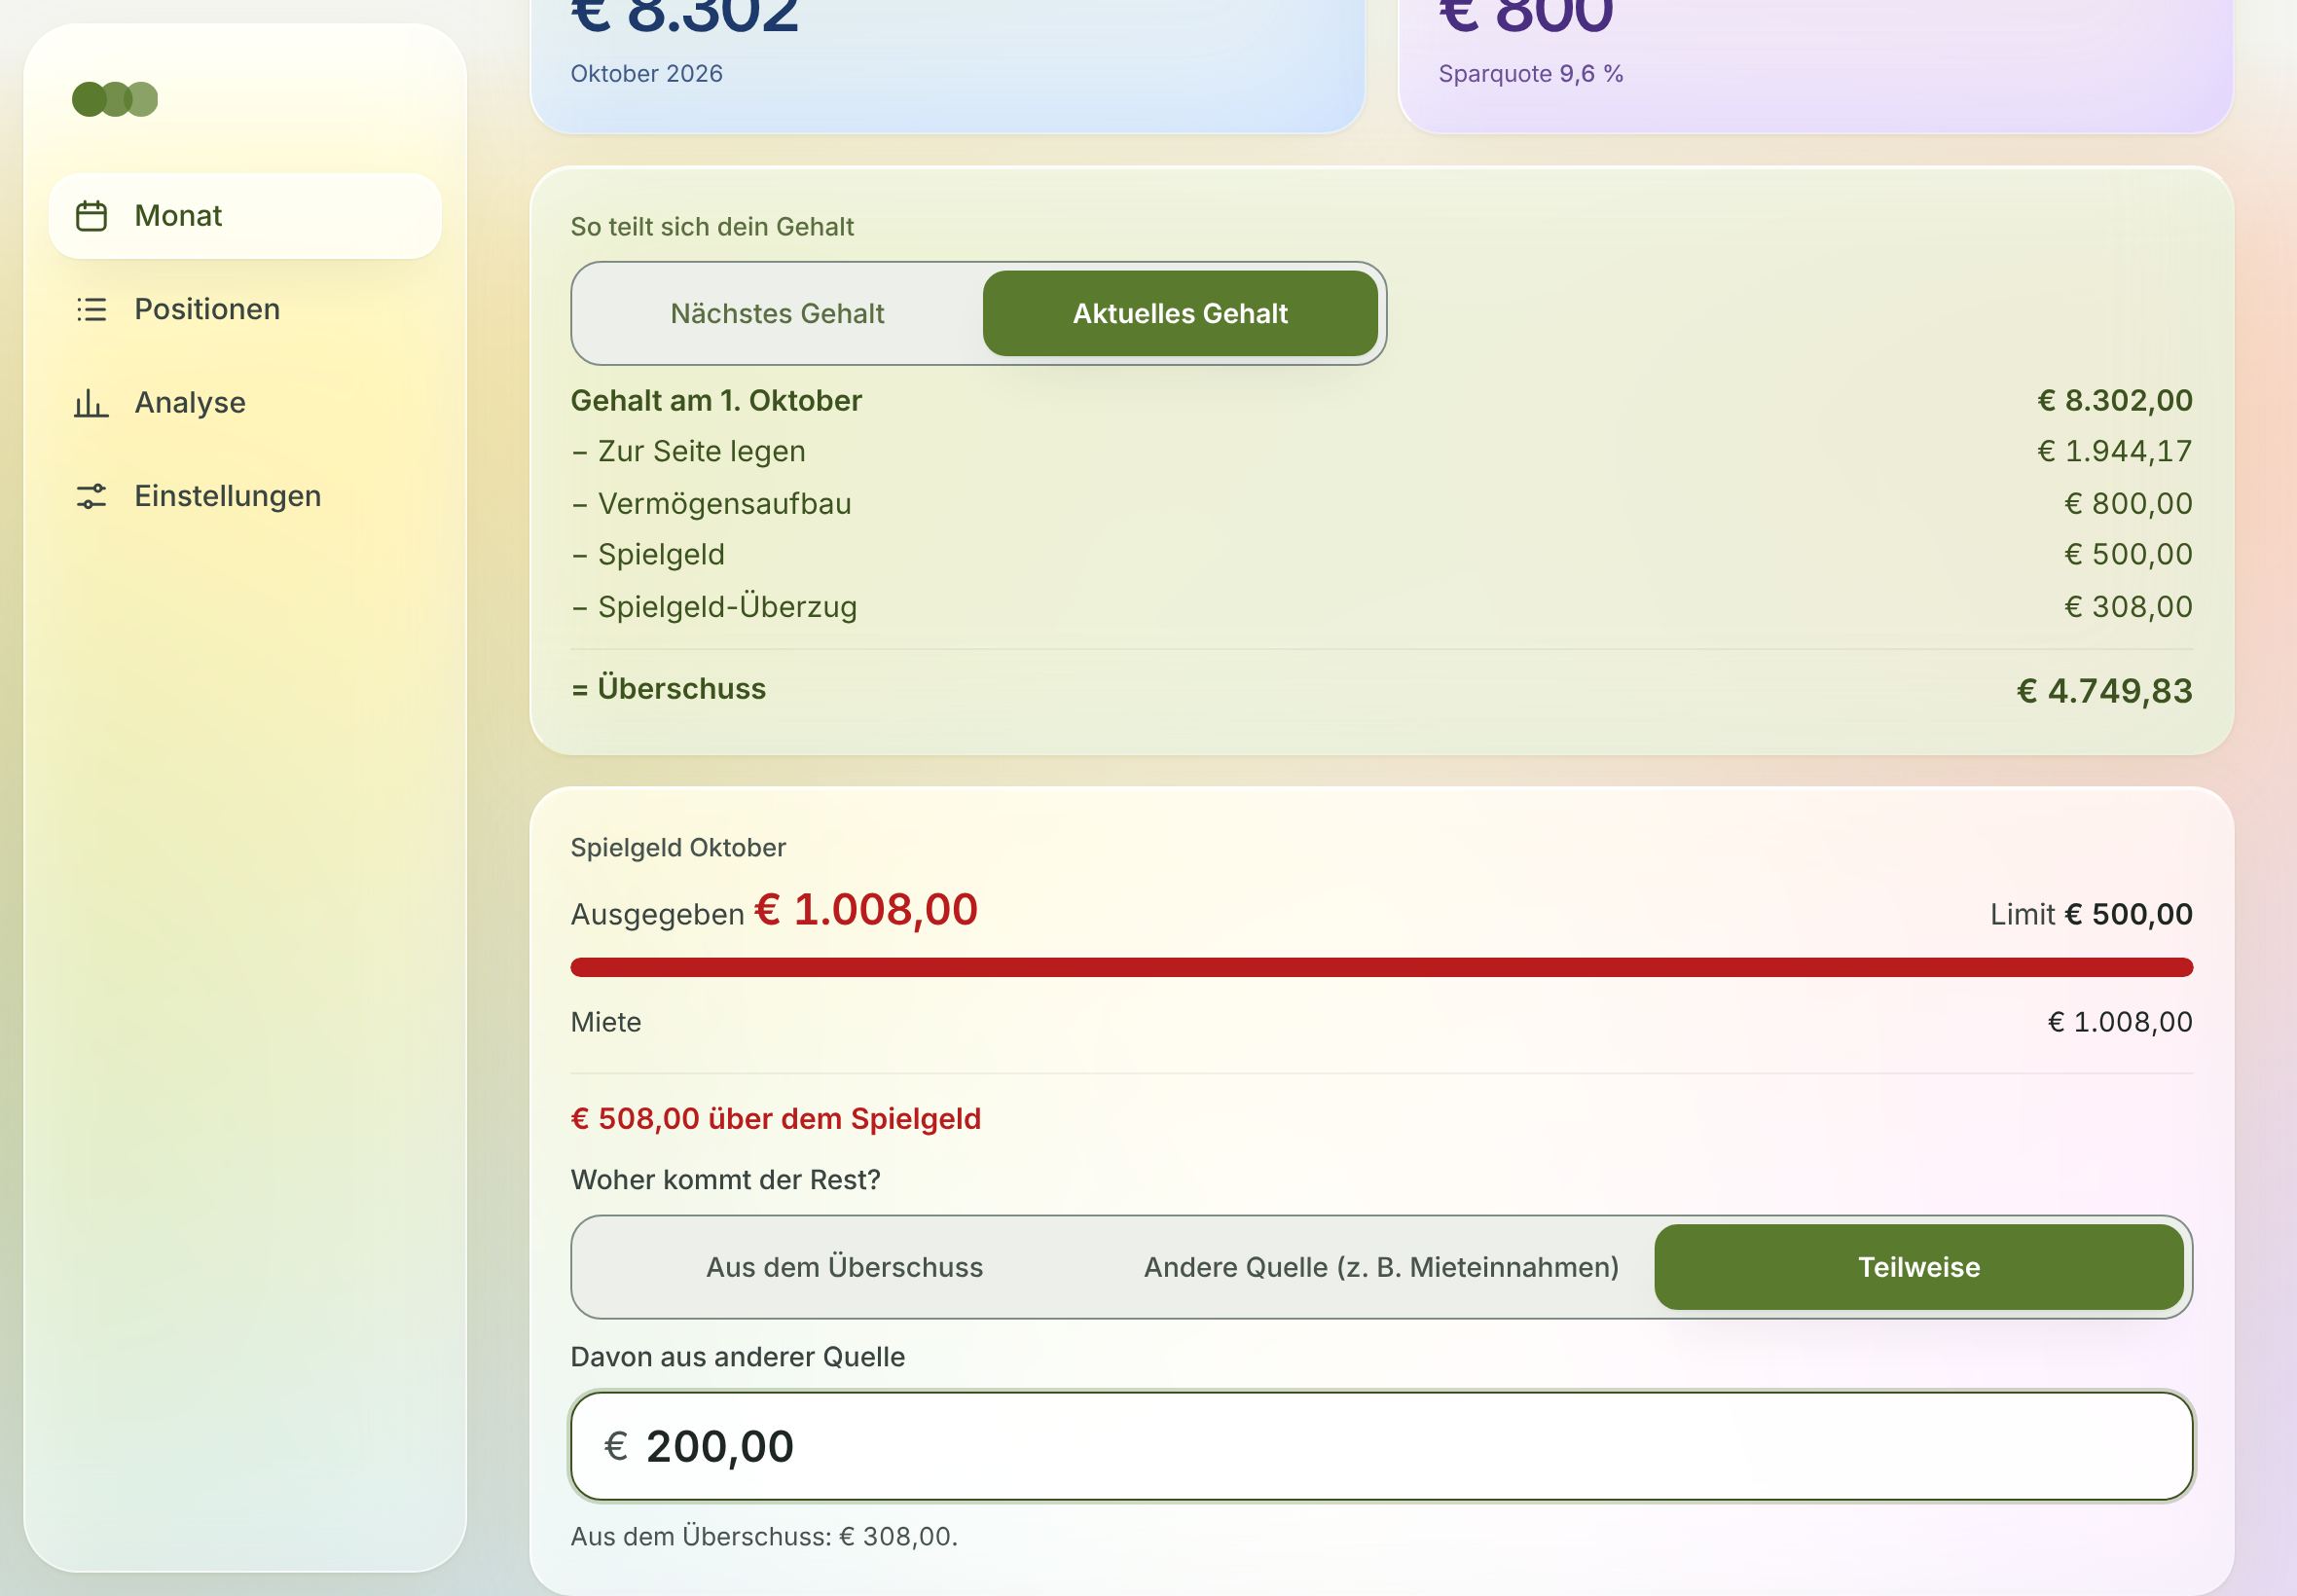 € 8.302
Oktober 2026
€ 800
Sparquote 9,6 %
Monat
Positionen
Analyse
Einstellungen
So teilt sich dein Gehalt
Nächstes Gehalt
Aktuelles Gehalt
Gehalt am 1. Oktober € 8.302,00
− Zur Seite legen € 1.944,17
− Vermögensaufbau € 800,00
− Spielgeld € 500,00
− Spielgeld-Überzug € 308,00
= Überschuss € 4.749,83
Spielgeld Oktober
Ausgegeben € 1.008,00 Limit € 500,00
Miete € 1.008,00
€ 508,00 über dem Spielgeld
Woher kommt der Rest?
Aus dem Überschuss
Andere Quelle (z. B. Mieteinnahmen)
Teilweise
Davon aus anderer Quelle
€ 200,00
Aus dem Überschuss: € 308,00.